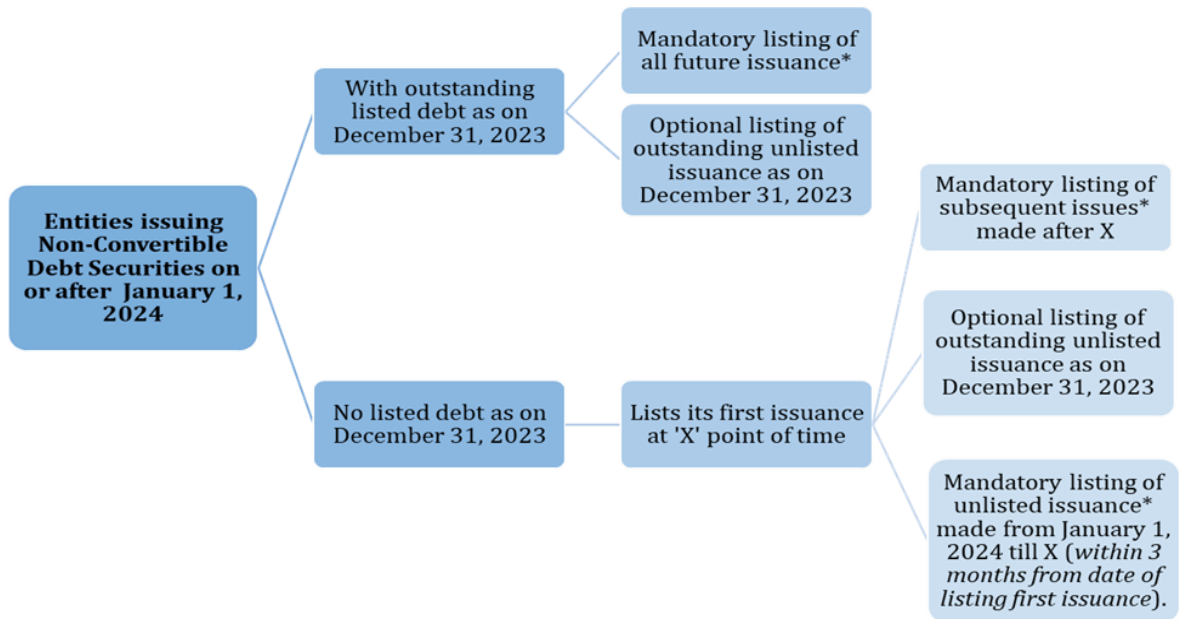 Entities issuing
Non-Convertible
Debt Securities on
or after January 1,
2024
With outstanding
listed debt as on
December 31, 2023
Mandatory listing of
all future issuance*
Optional listing of
outstanding unlisted
issuance as on
December 31, 2023
No listed debt as on
December 31, 2023
Lists its first issuance
at 'X' point of time
Mandatory listing of
subsequent issues*
made after X
Optional listing of
outstanding unlisted
issuance as on
December 31, 2023
Mandatory listing of
unlisted issuance*
made from January 1,
2024 till X (within 3
months from date of
listing first issuance).